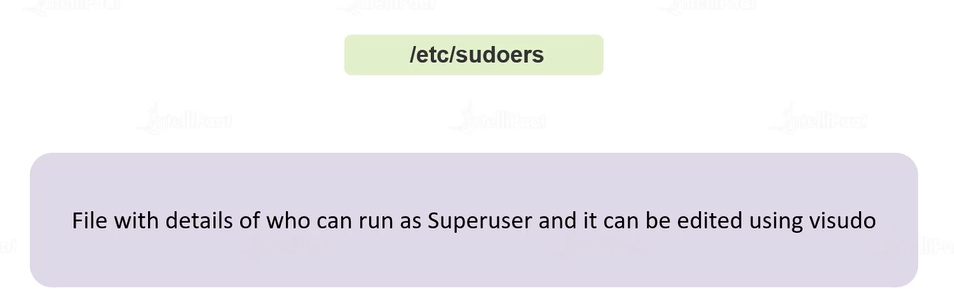 /etc/sudoers
File with details of who can run as Superuser and it can be edited using visudo